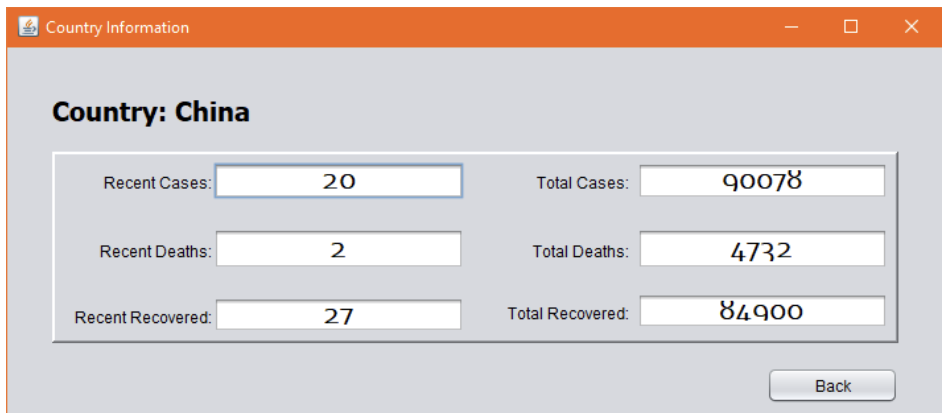 Country Information
Country: China
Recent Cases: 20 Total Cases: 90078
Recent Deaths: 2 Total Deaths: 4732
Recent Recovered: 27 Total Recovered: 84900
Back